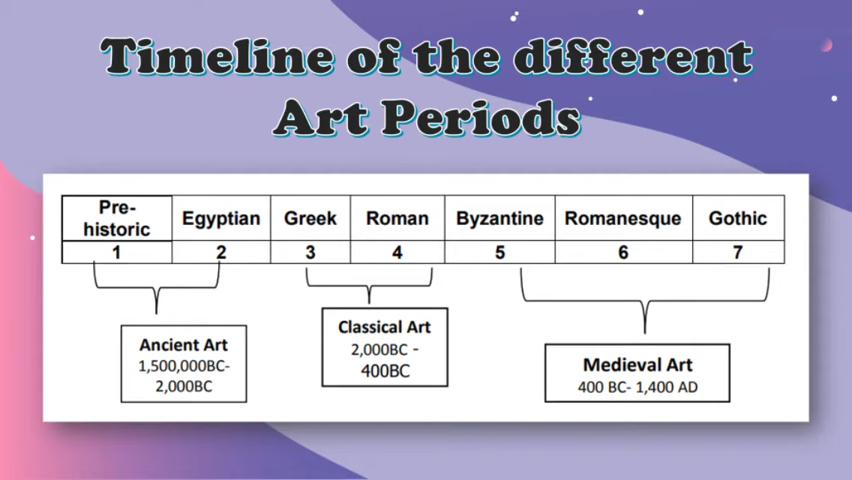 Timeline of the different
Art Periods
Pre-
historic
Egyptian
Greek
Roman
Byzantine
Romanesque
Gothic
1
2
3
4
5
6
7
Ancient Art
1,500,000BC-
2,000BC
Classical Art
2,000BC -
400BC
Medieval Art
400 BC- 1,400 AD